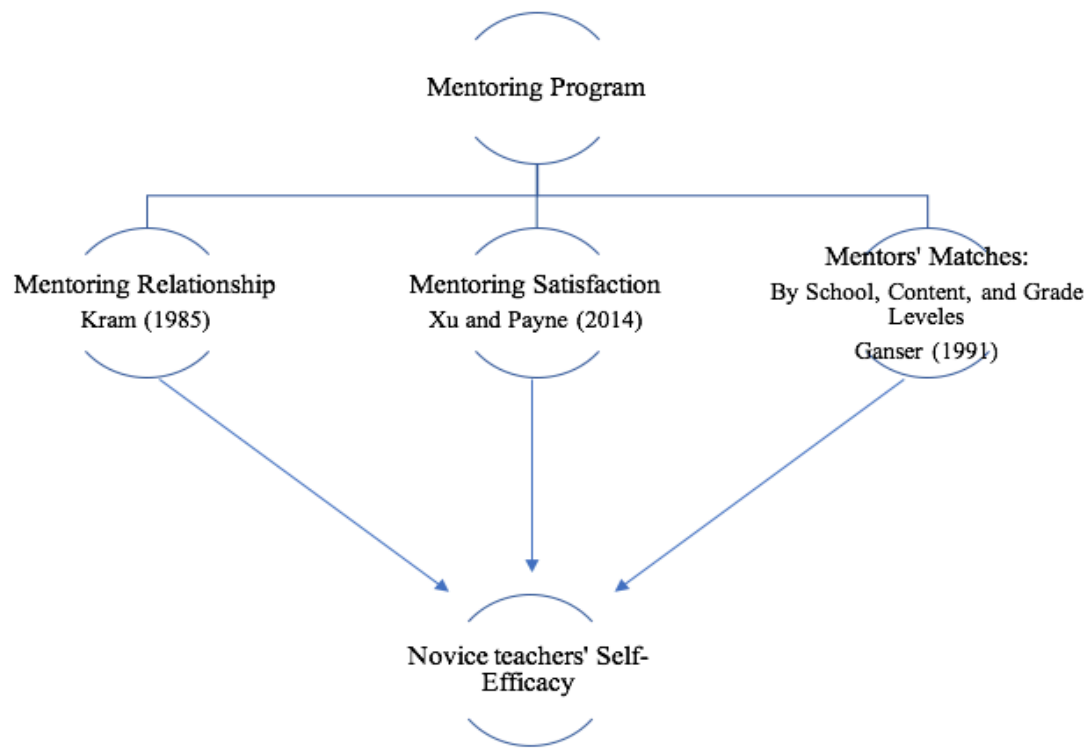 Mentoring Program
Mentoring Relationship
Kram (1985)
Mentoring Satisfaction
Xu and Payne (2014)
Mentors' Matches:
By School, Content, and Grade
Leveles
Ganser (1991)
Novice teachers' Self-
Efficacy